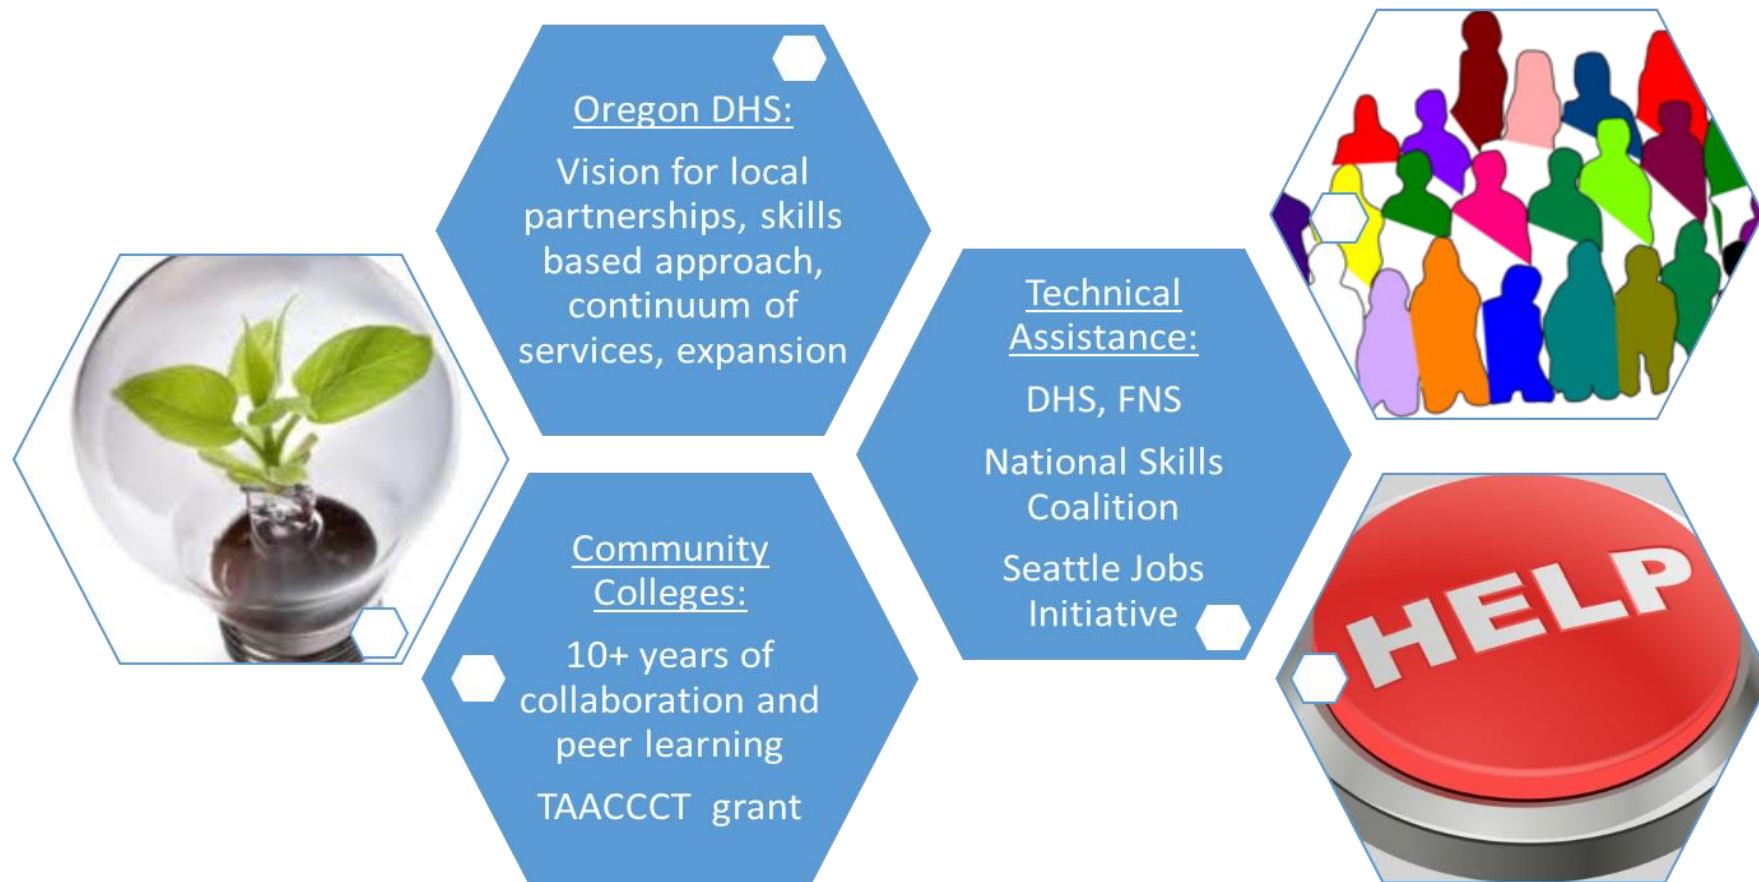 Oregon DHS:
Vision for local
partnerships, skills
based approach,
continuum of
services, expansion
Community
Colleges:
10+ years of
collaboration and
peer learning
TAACCCT grant
Technical
Assistance:
DHS, FNS
National Skills
Coalition
Seattle Jobs
Initiative
HELP